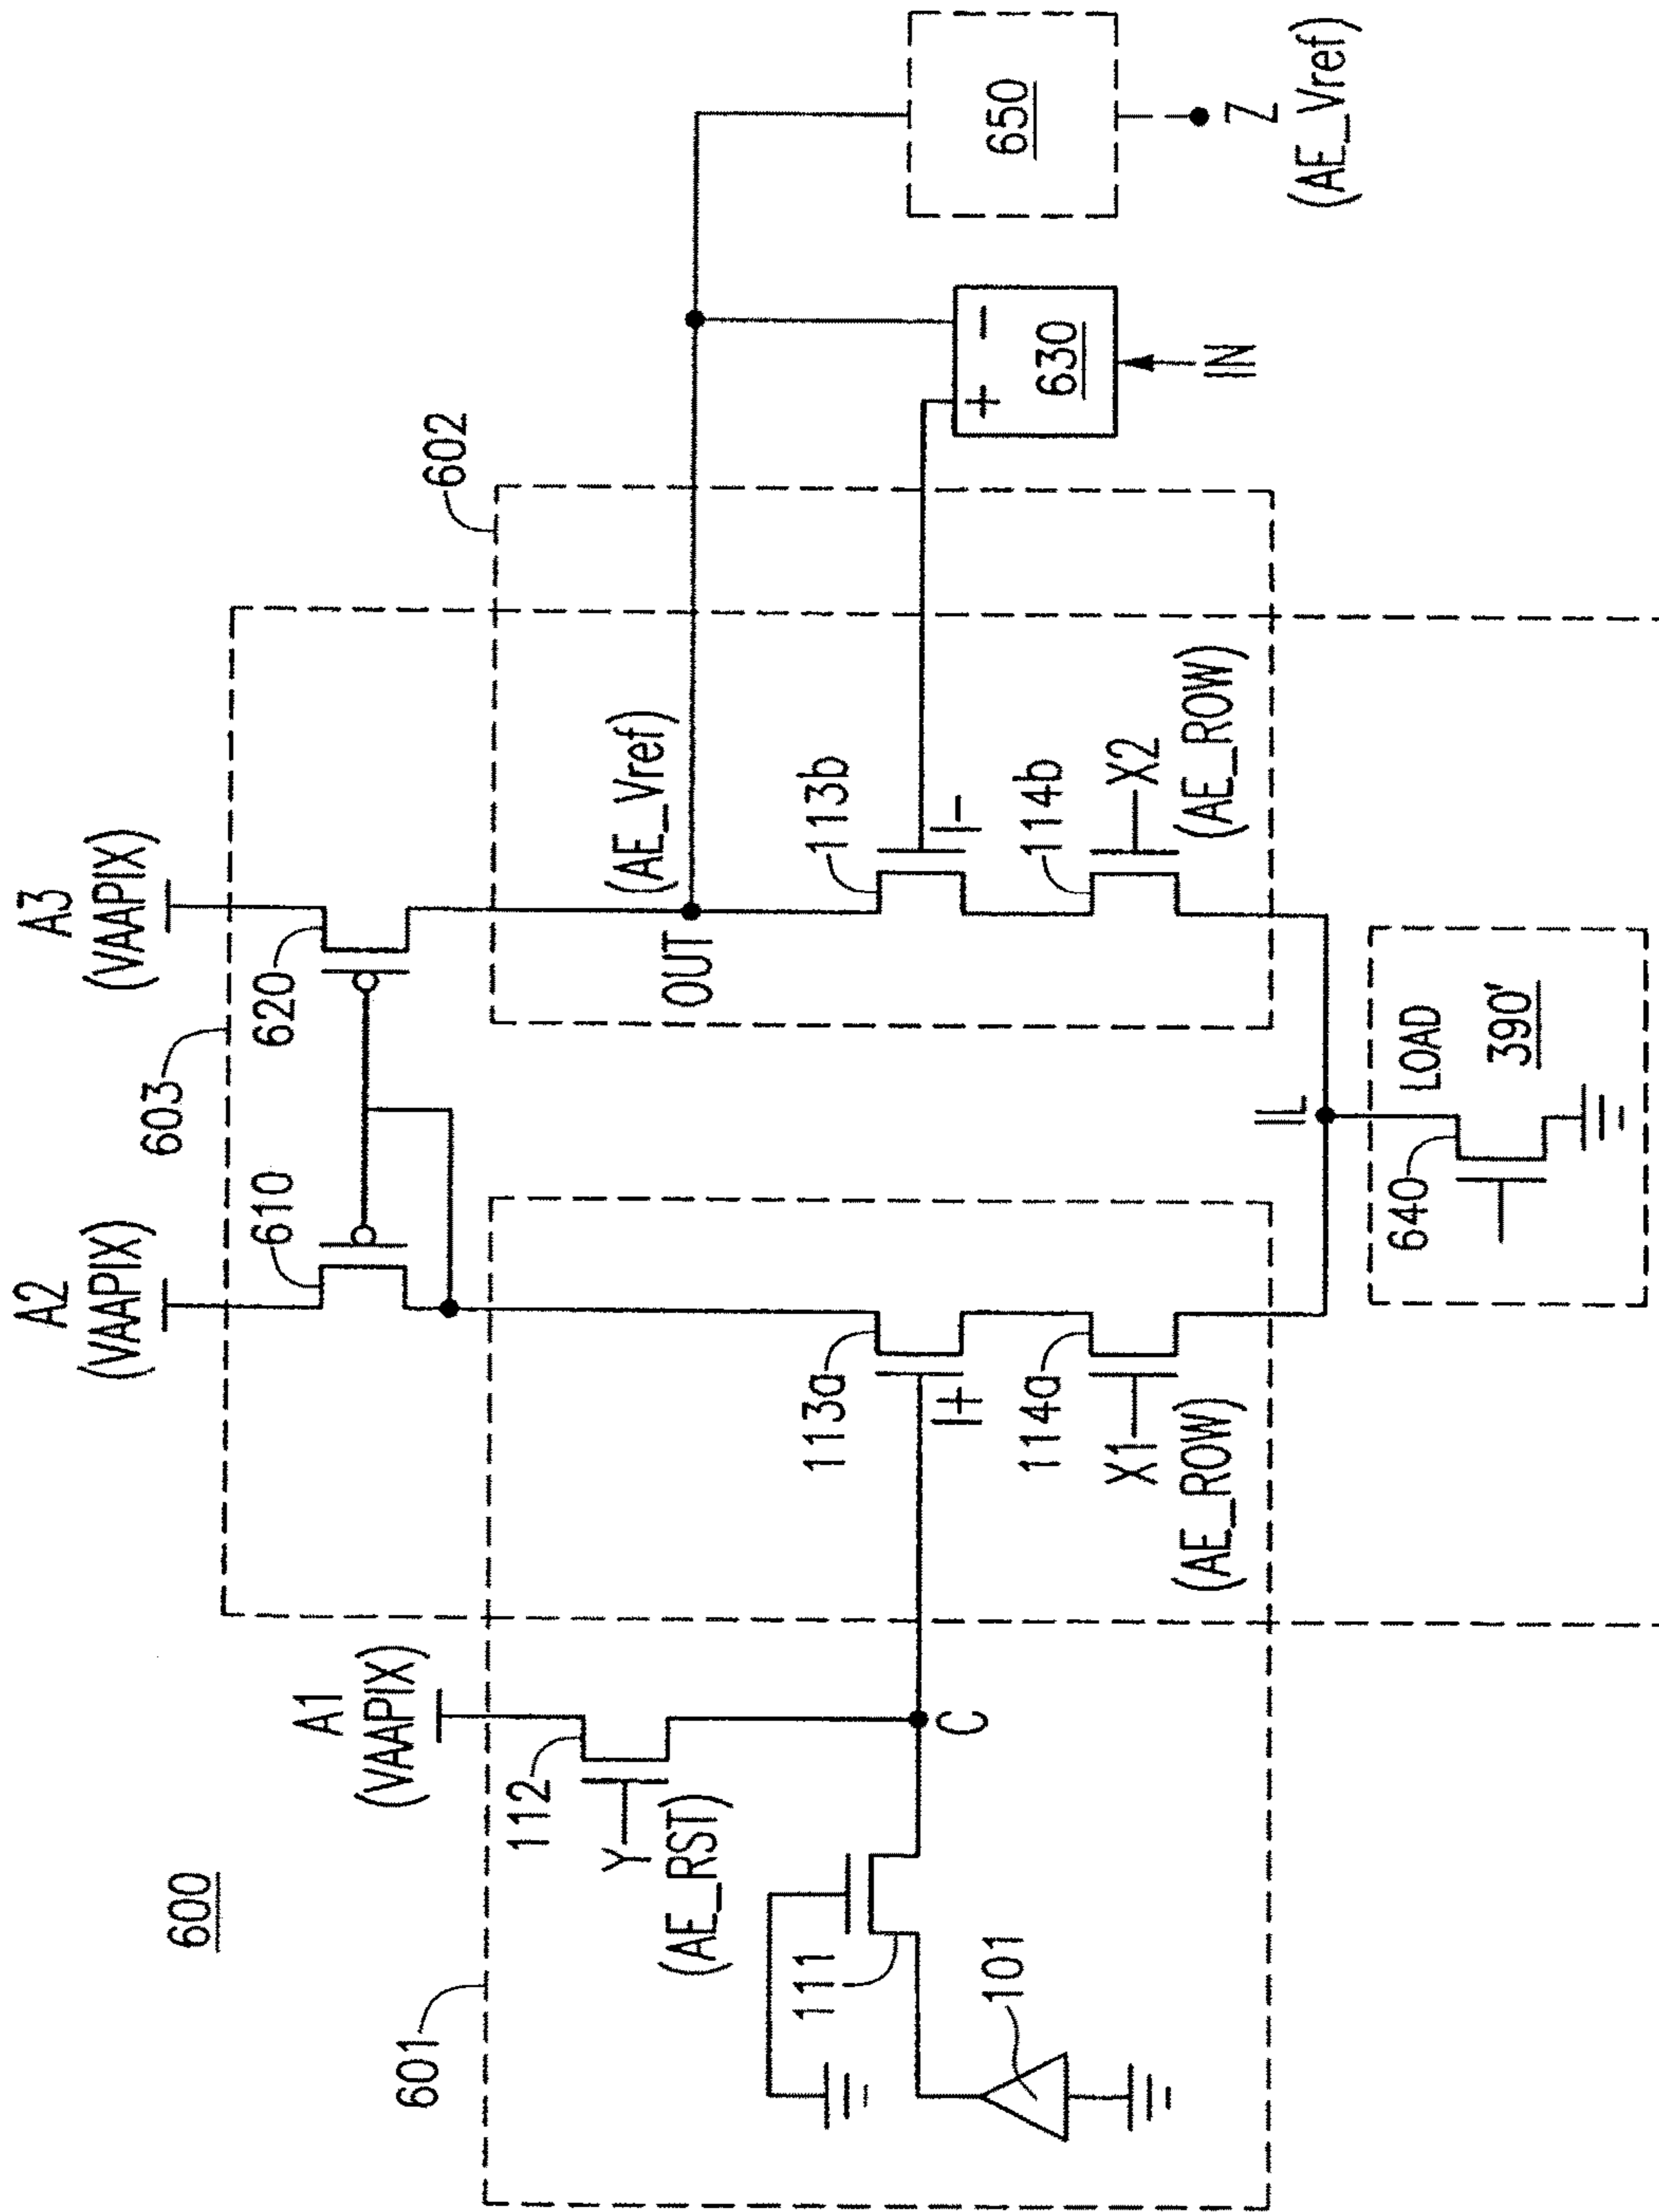 600
A1
(VAAPIX)
A2
(VAAPIX)
A3
(VAAPIX)
603
610
620
601
602
112
Y
(AE_RST)
111
101
C
113a
I+
114a
X1
(AE_ROW)
OUT
(AE_Vref)
113b
I-
114b
X2
(AE_ROW)
IL
640
LOAD
390'
+
-
630
IN
650
Z
(AE_Vref)